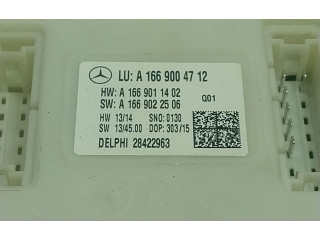 LU: A 166 900 47 12
HW: A 166 901 14 02
SW: A 166 902 25 06 Q01
HW 13/14 SNO: 0130
SW 13/45.00 DOP: 303/15
DELPHI 28422963